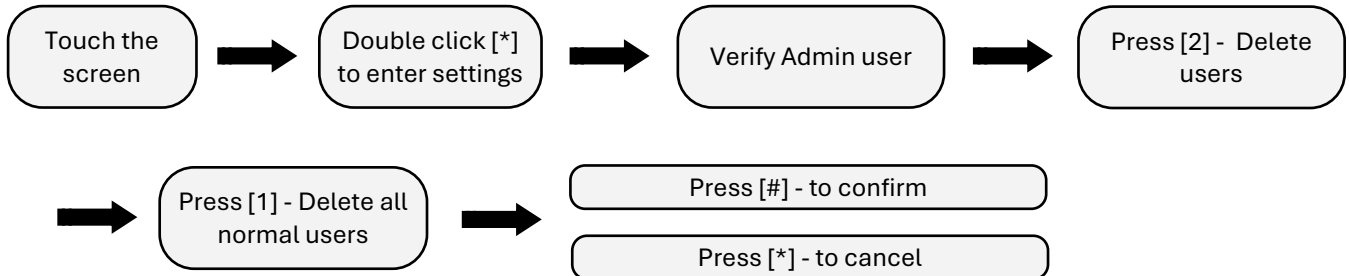 Touch the
screen
Double click [*]
to enter settings
Verify Admin user
Press [2] - Delete
users
Press [1] - Delete all
normal users
Press [#] - to confirm
Press [*] - to cancel